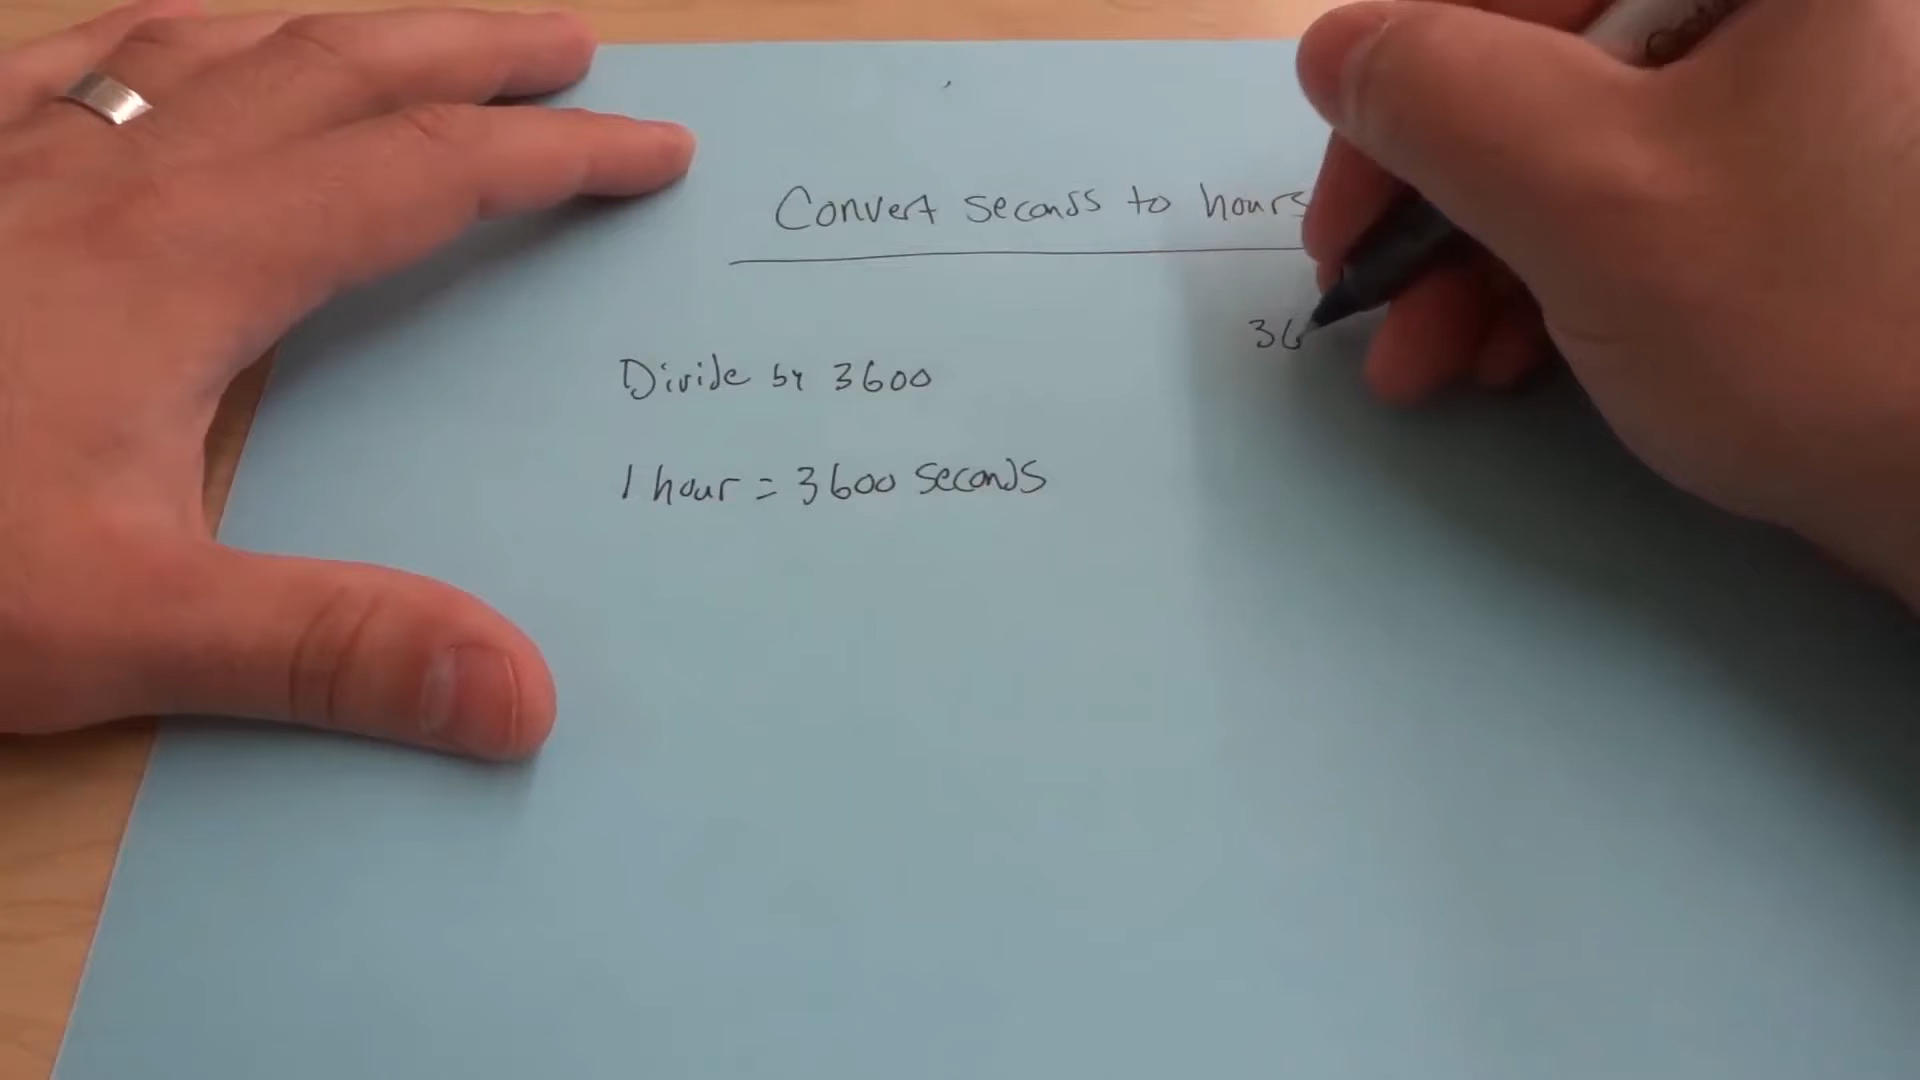 Convert seconds to hours
36
Divide by 3600
1 hour = 3600 seconds